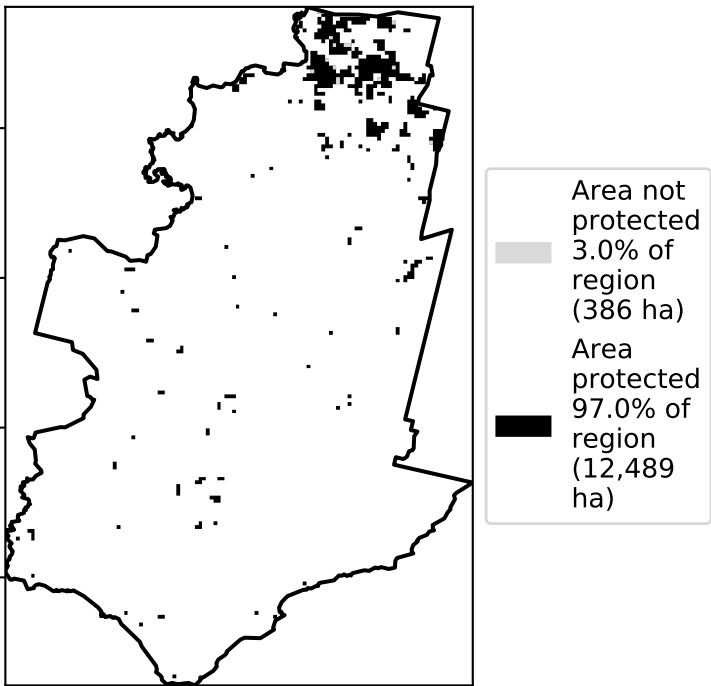 Area not
protected
3.0% of
region
(386 ha)
Area
protected
97.0% of
region
(12,489
ha)